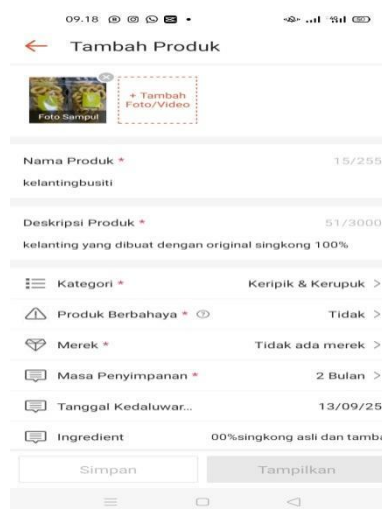 09.18
Tambah Produk
Foto Sampul
+ Tambah
Foto/Video
Nama Produk * 15/255
kelantingbusiti
Deskripsi Produk * 51/3000
kelanting yang dibuat dengan original singkong 100%
Kategori * Keripik & Kerupuk >
Produk Berbahaya * Tidak >
Merek * Tidak ada merek >
Masa Penyimpanan * 2 Bulan >
Tanggal Kedaluwar... 13/09/25
Ingredient 00%singkong asli dan tamba
Simpan Tampilkan